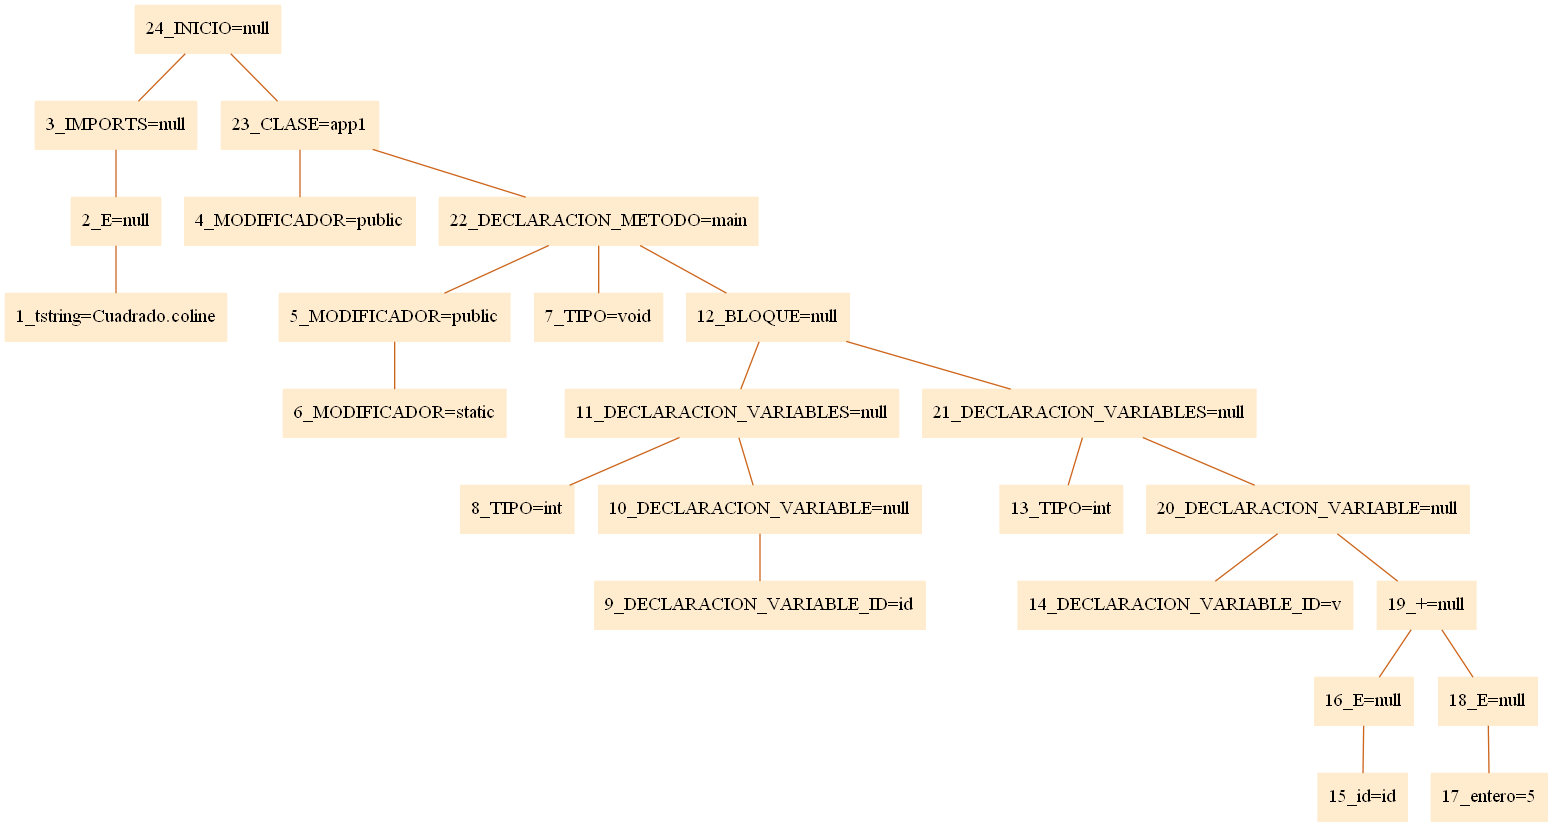 24_INICIO=null
3_IMPORTS=null
23_CLASE=app1
2_E=null
4_MODIFICADOR=public
22_DECLARACION_METODO=main
1_tstring=Cuadrado.coline
5_MODIFICADOR=public
7_TIPO=void
12_BLOQUE=null
6_MODIFICADOR=static
11_DECLARACION_VARIABLES=null
21_DECLARACION_VARIABLES=null
8_TIPO=int
10_DECLARACION_VARIABLE=null
13_TIPO=int
20_DECLARACION_VARIABLE=null
9_DECLARACION_VARIABLE_ID=id
14_DECLARACION_VARIABLE_ID=v
19_+=null
16_E=null
18_E=null
15_id=id
17_entero=5